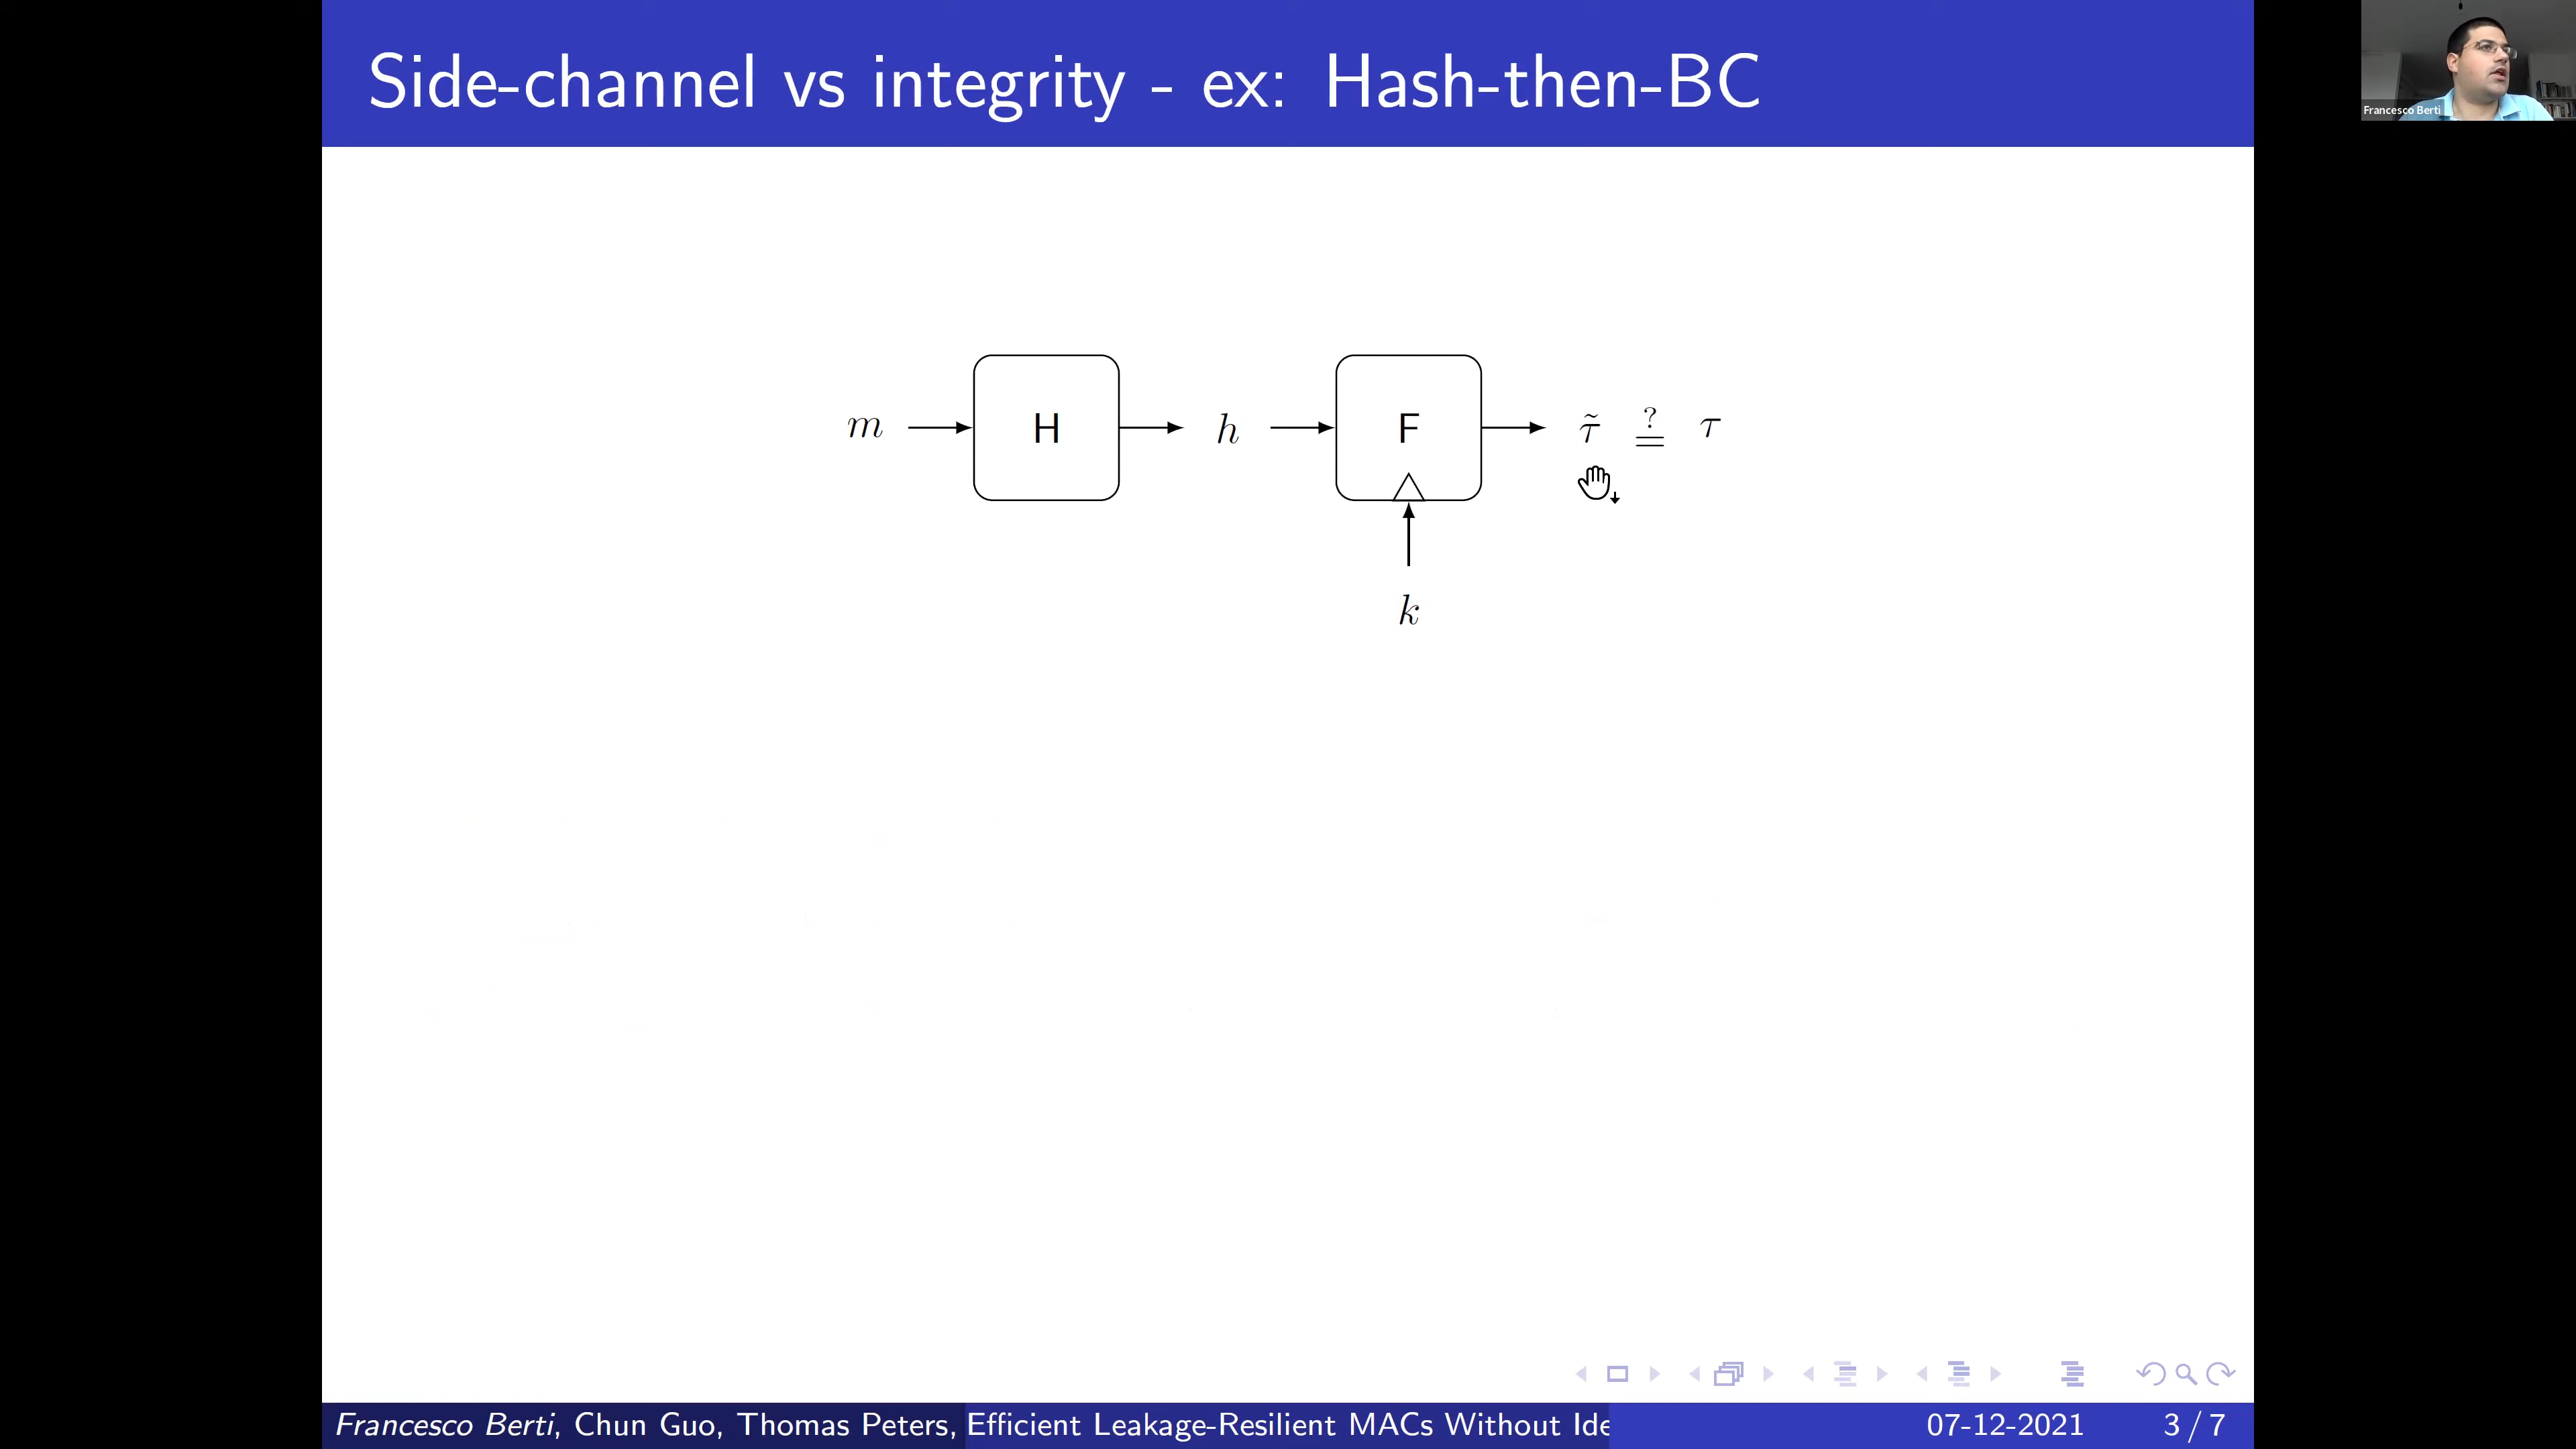 Side-channel vs integrity - ex: Hash-then-BC
Francesco Berti
m H h F τ̃ ≟ τ
k
Francesco Berti, Chun Guo, Thomas Peters, Efficient Leakage-Resilient MACs Without Ide 07-12-2021 3 / 7